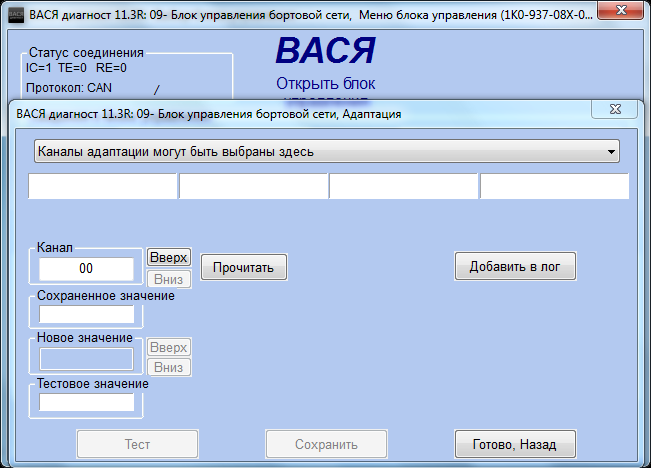 ВАСЯ диагност 11.3R: 09- Блок управления бортовой сети, Меню блока управления (1K0-937-08X-0...
Статус соединения
IC=1 TE=0 RE=0
Протокол: CAN /
ВАСЯ
Открыть блок
управления
ВАСЯ диагност 11.3R: 09- Блок управления бортовой сети, Адаптация
Каналы адаптации могут быть выбраны здесь
Канал
00
Вверх
Вниз
Прочитать
Добавить в лог
Сохраненное значение
Новое значение
Вверх
Вниз
Тестовое значение
Тест
Сохранить
Готово, Назад